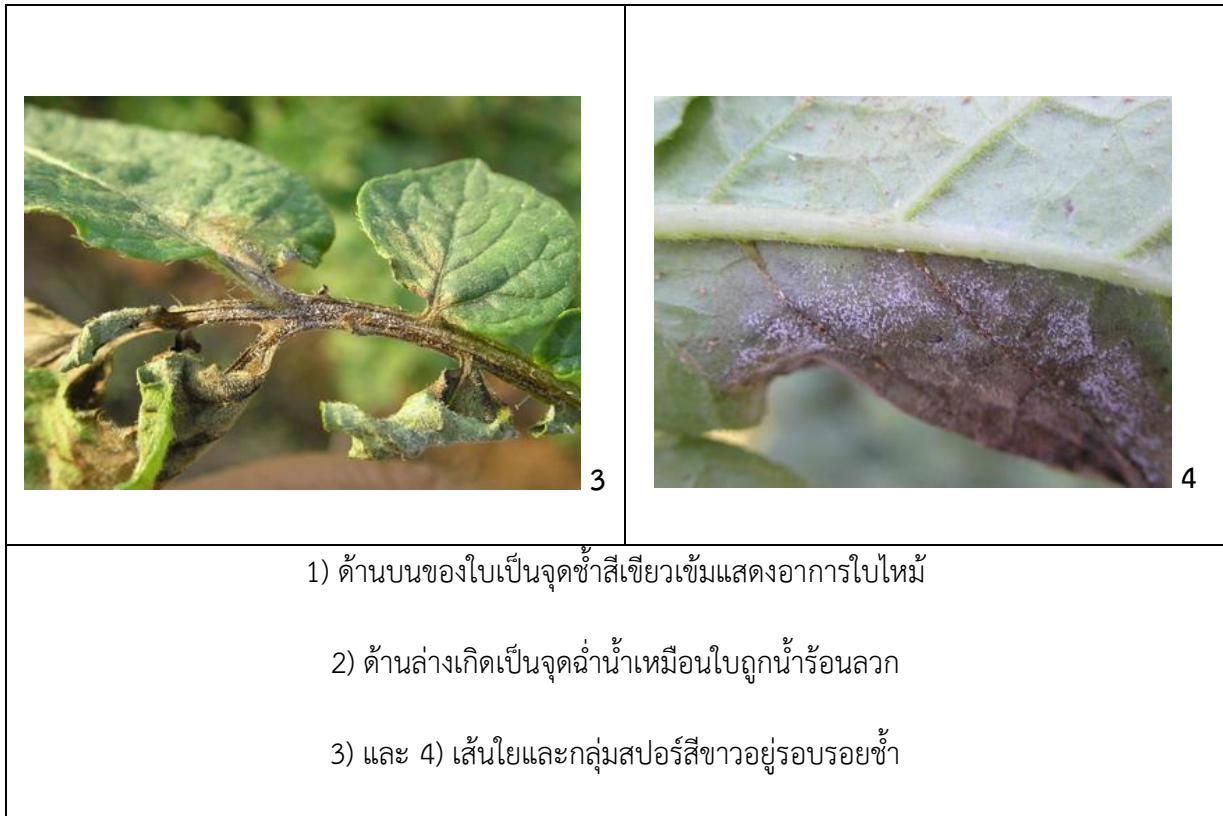 3
4
1) ด้านบนของใบเป็นจุดช้ำสีเขียวเข้มแสดงอาการใบไหม้
2) ด้านล่างเกิดเป็นจุดฉ่ำน้ำเหมือนใบถูกน้ำร้อนลวก
3) และ 4) เส้นใยและกลุ่มสปอร์สีขาวอยู่รอบรอยช้ำ